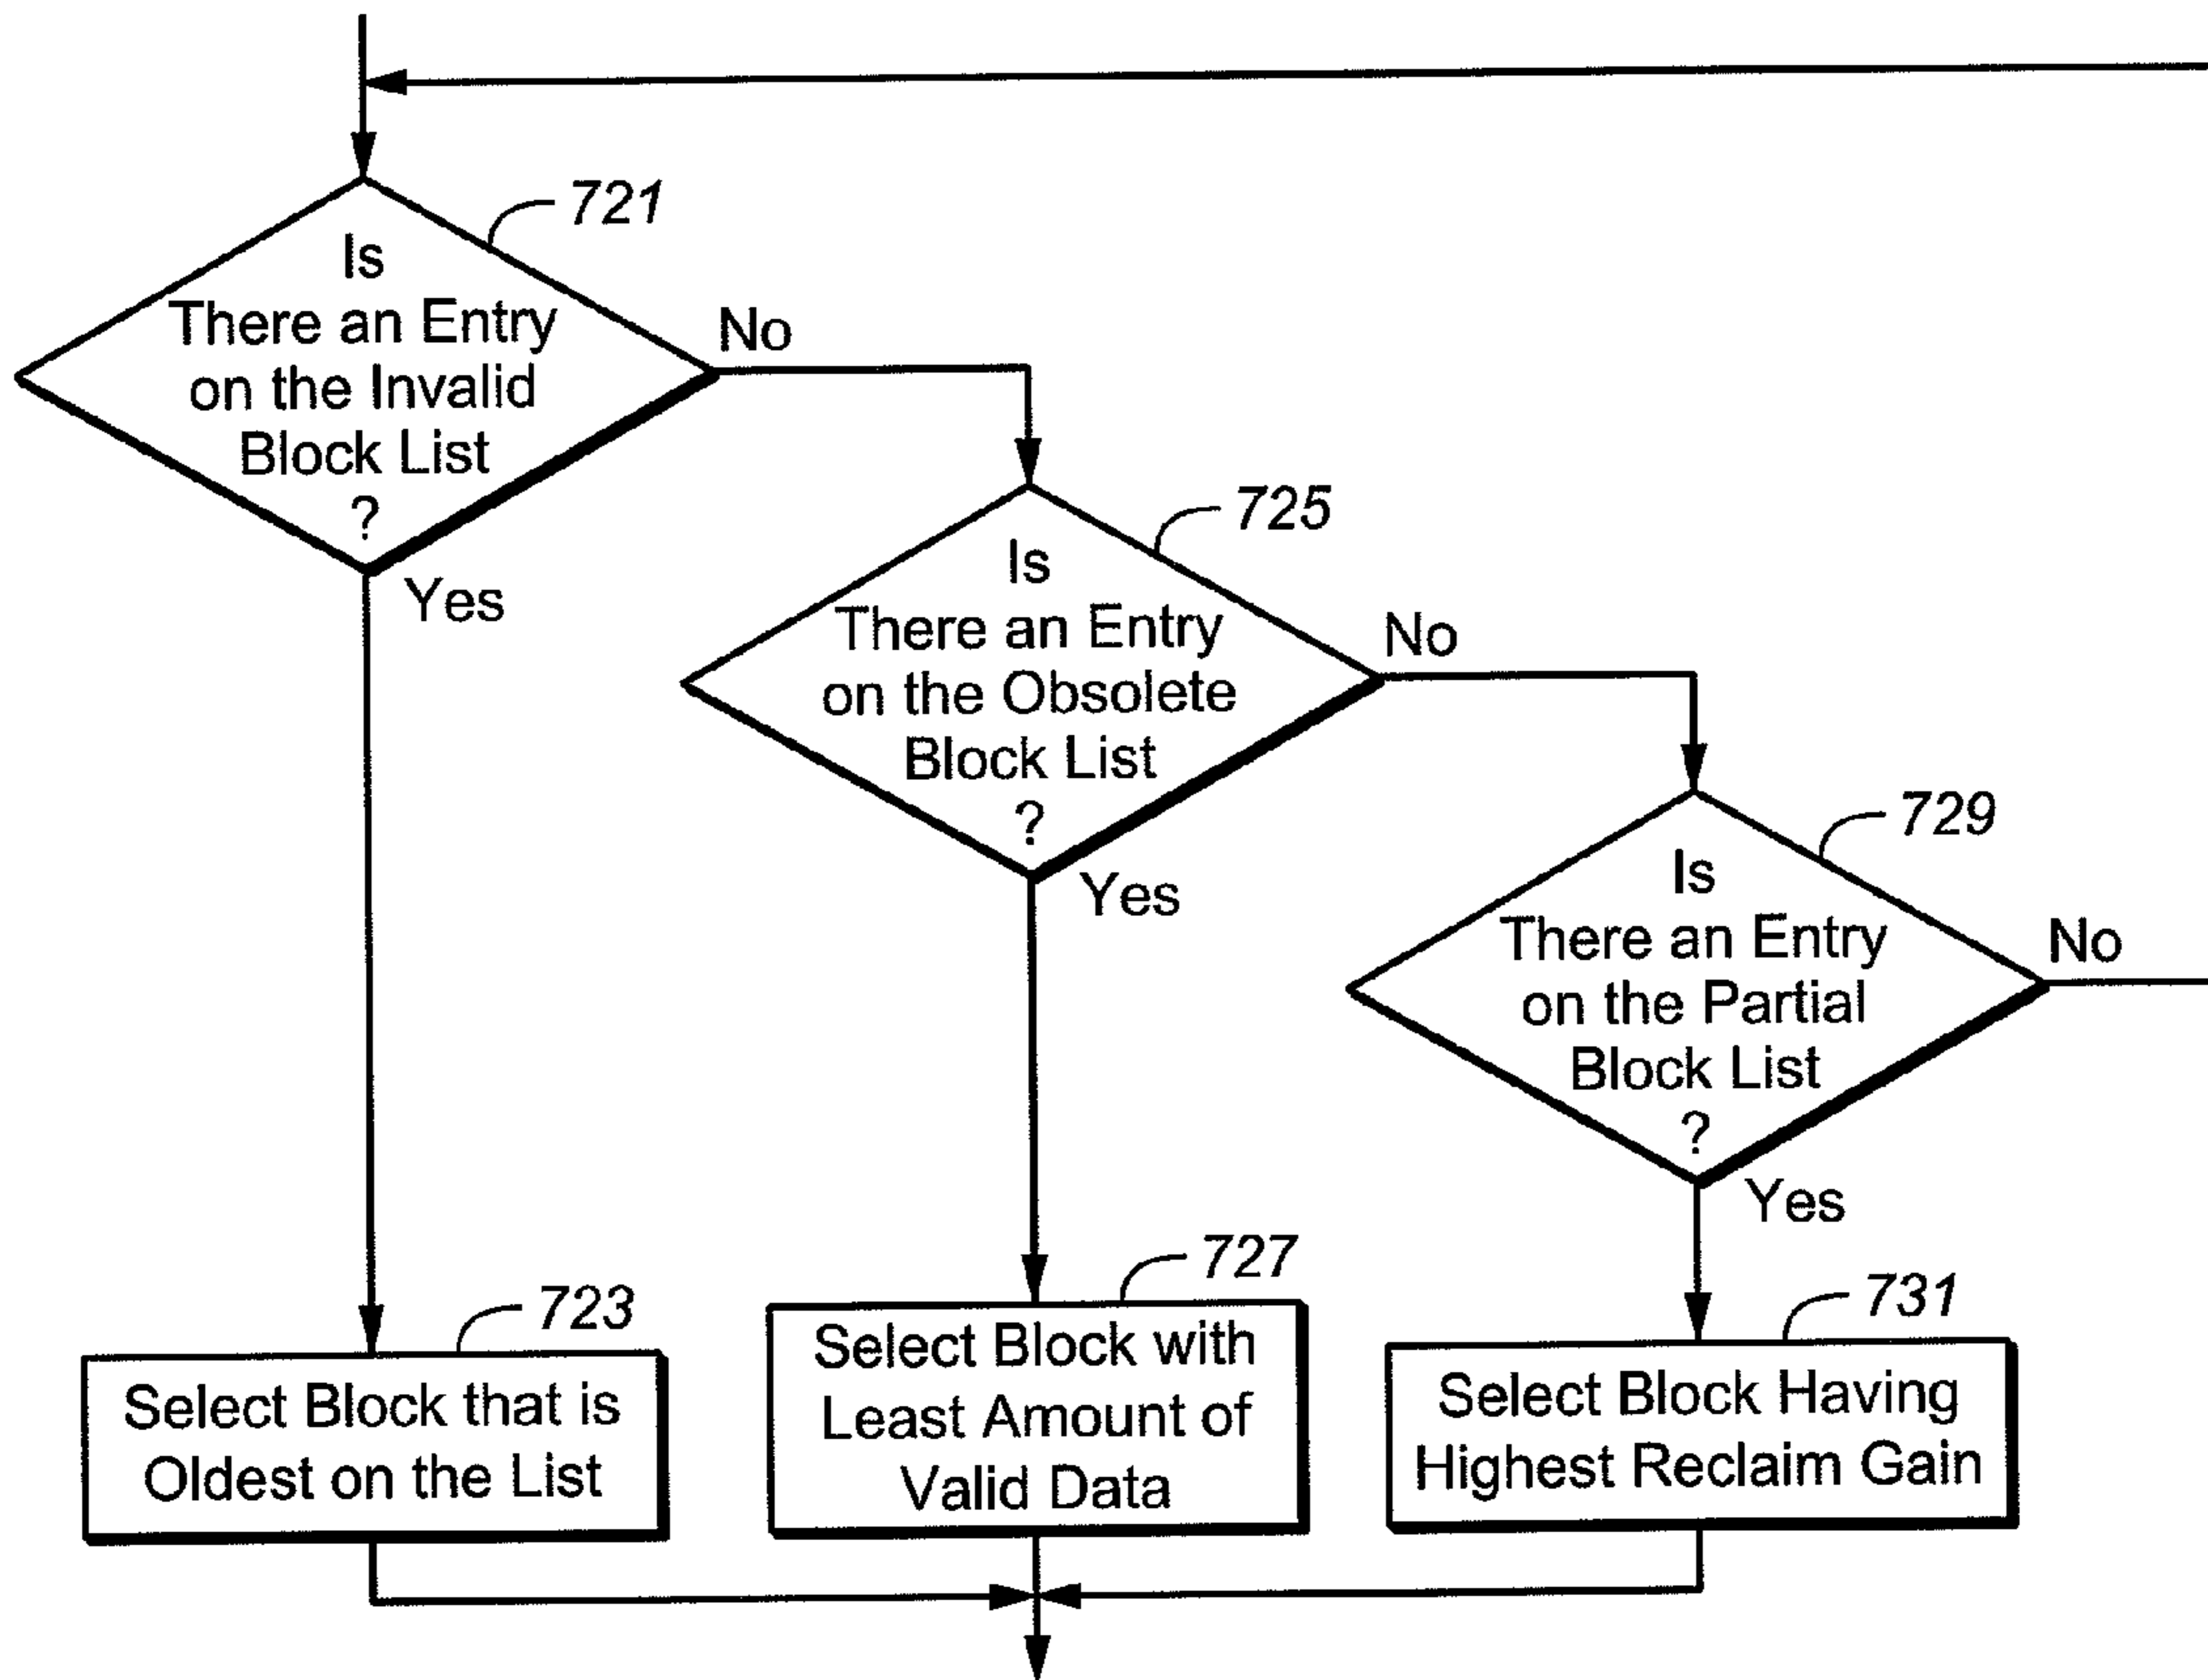 721
Is
There an Entry
on the Invalid
Block List
?
No
Yes
725
Is
There an Entry
on the Obsolete
Block List
?
No
Yes
729
Is
There an Entry
on the Partial
Block List
?
No
Yes
723
Select Block that is
Oldest on the List
727
Select Block with
Least Amount of
Valid Data
731
Select Block Having
Highest Reclaim Gain